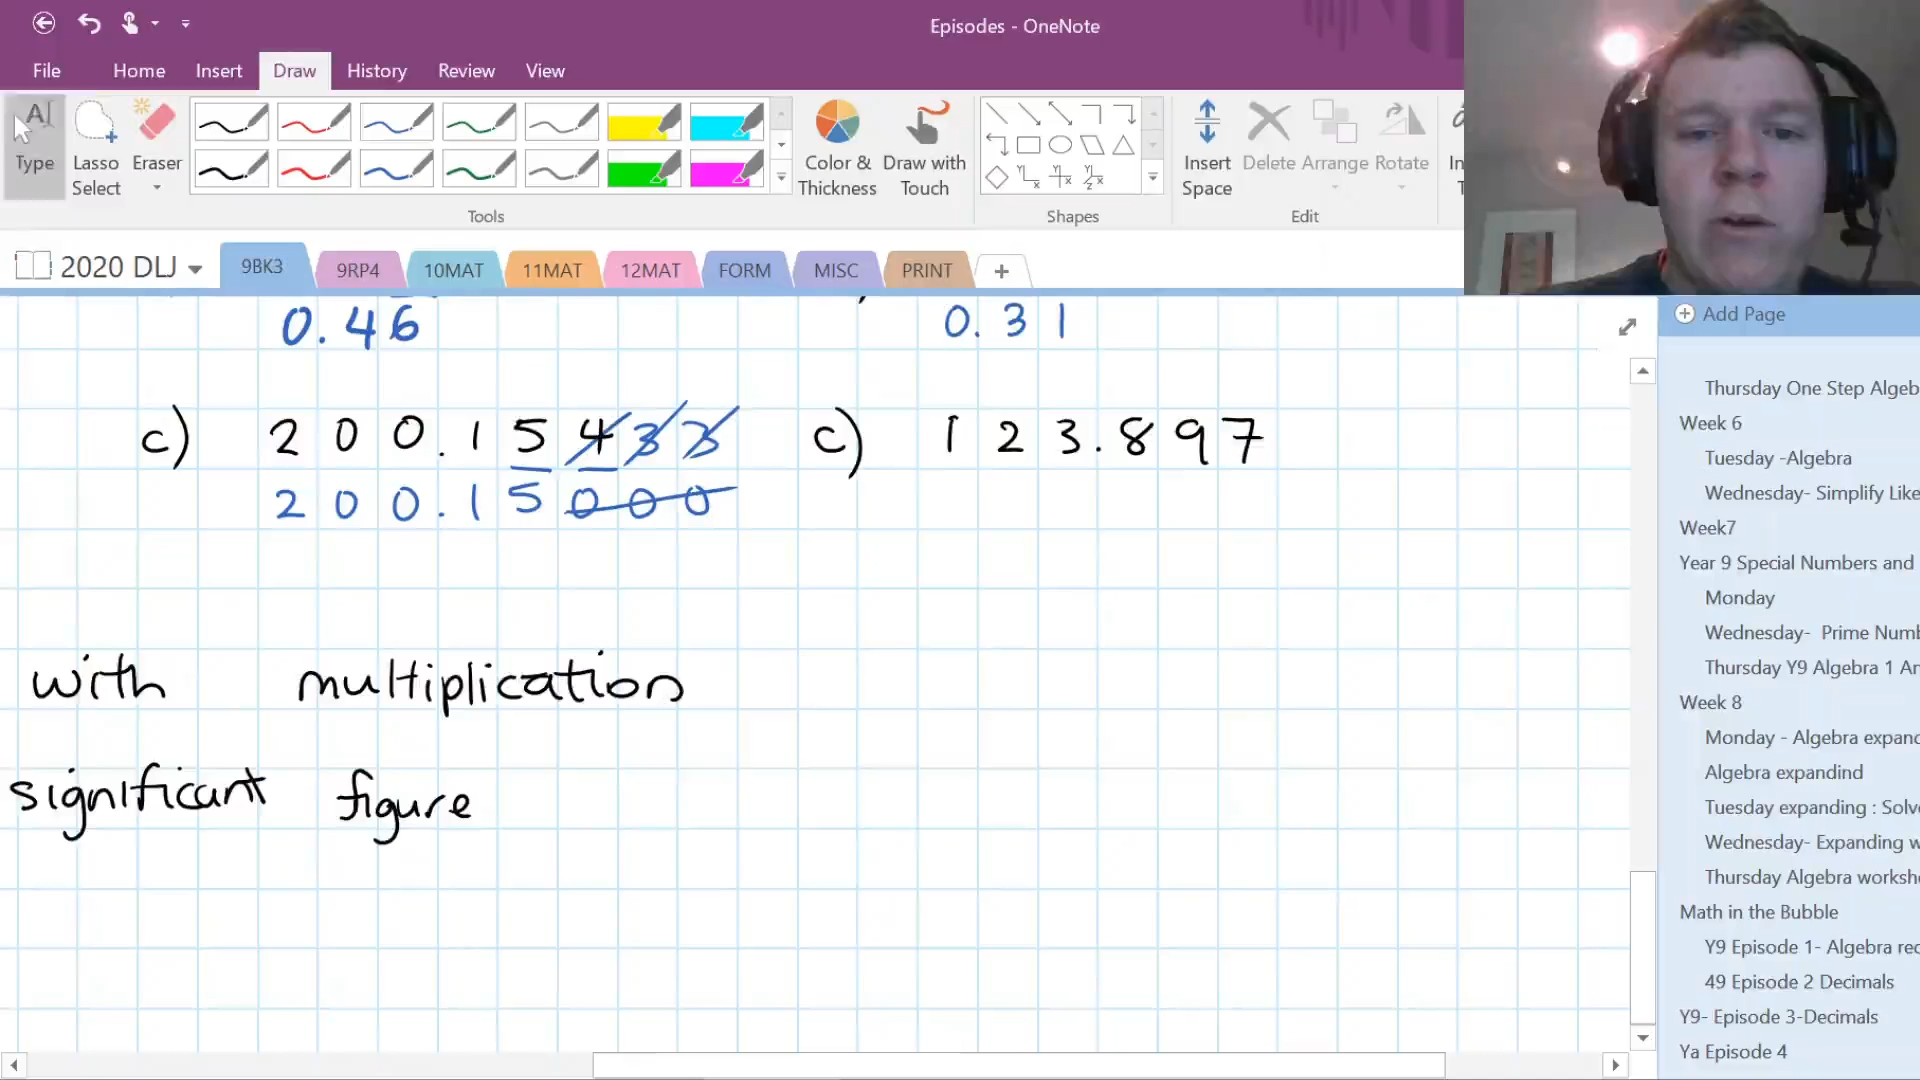 Episodes - OneNote
File Home Insert Draw History Review View
Type
Lasso Select
Eraser
Color & Thickness
Draw with Touch
Insert Space
Delete
Arrange
Rotate
Tools
Shapes
Edit
2020 DLJ
9BK3 9RP4 10MAT 11MAT 12MAT FORM MISC PRINT
0.46
0.31
c) 200.15433
200.15000
c) 123.897
with multiplication
significant figure
Add Page
Thursday One Step Algeb
Week 6
Tuesday -Algebra
Wednesday- Simplify Like
Week7
Year 9 Special Numbers and
Monday
Wednesday- Prime Numb
Thursday Y9 Algebra 1 An
Week 8
Monday - Algebra expand
Algebra expandind
Tuesday expanding : Solv
Wednesday- Expanding w
Thursday Algebra worksh
Math in the Bubble
Y9 Episode 1- Algebra rec
49 Episode 2 Decimals
Y9- Episode 3-Decimals
Ya Episode 4